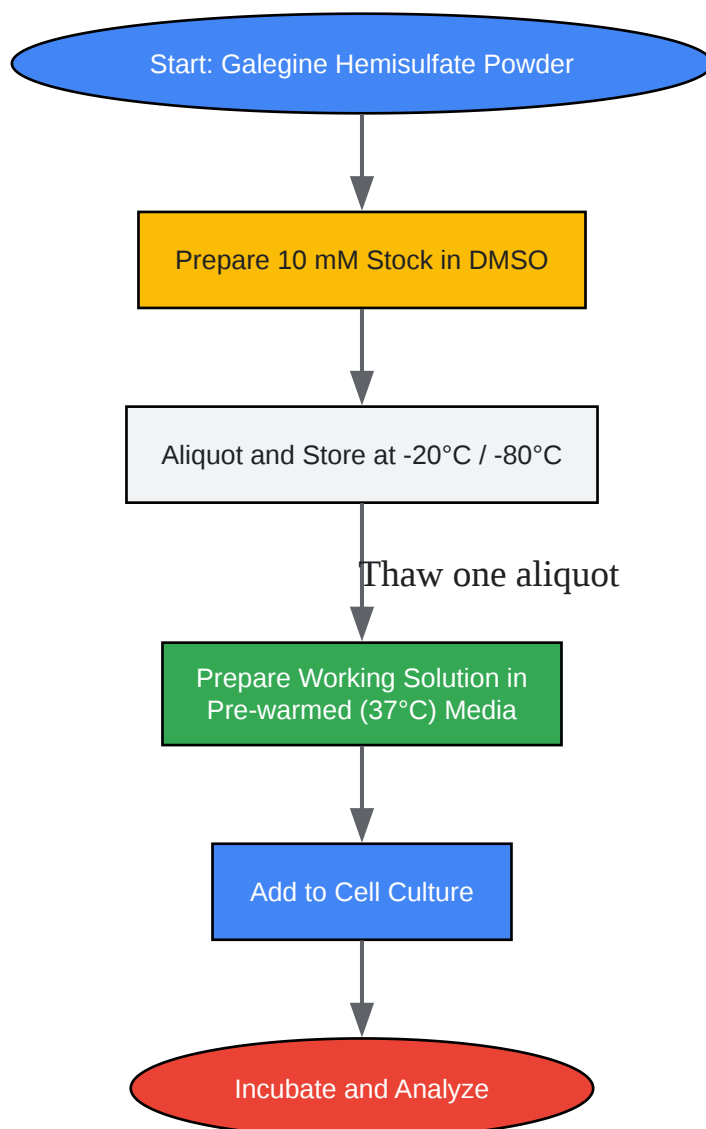 Start: Galegine Hemisulfate Powder
Prepare 10 mM Stock in DMSO
Aliquot and Store at -20°C / -80°C
Thaw one aliquot
Prepare Working Solution in
Pre-warmed (37°C) Media
Add to Cell Culture
Incubate and Analyze